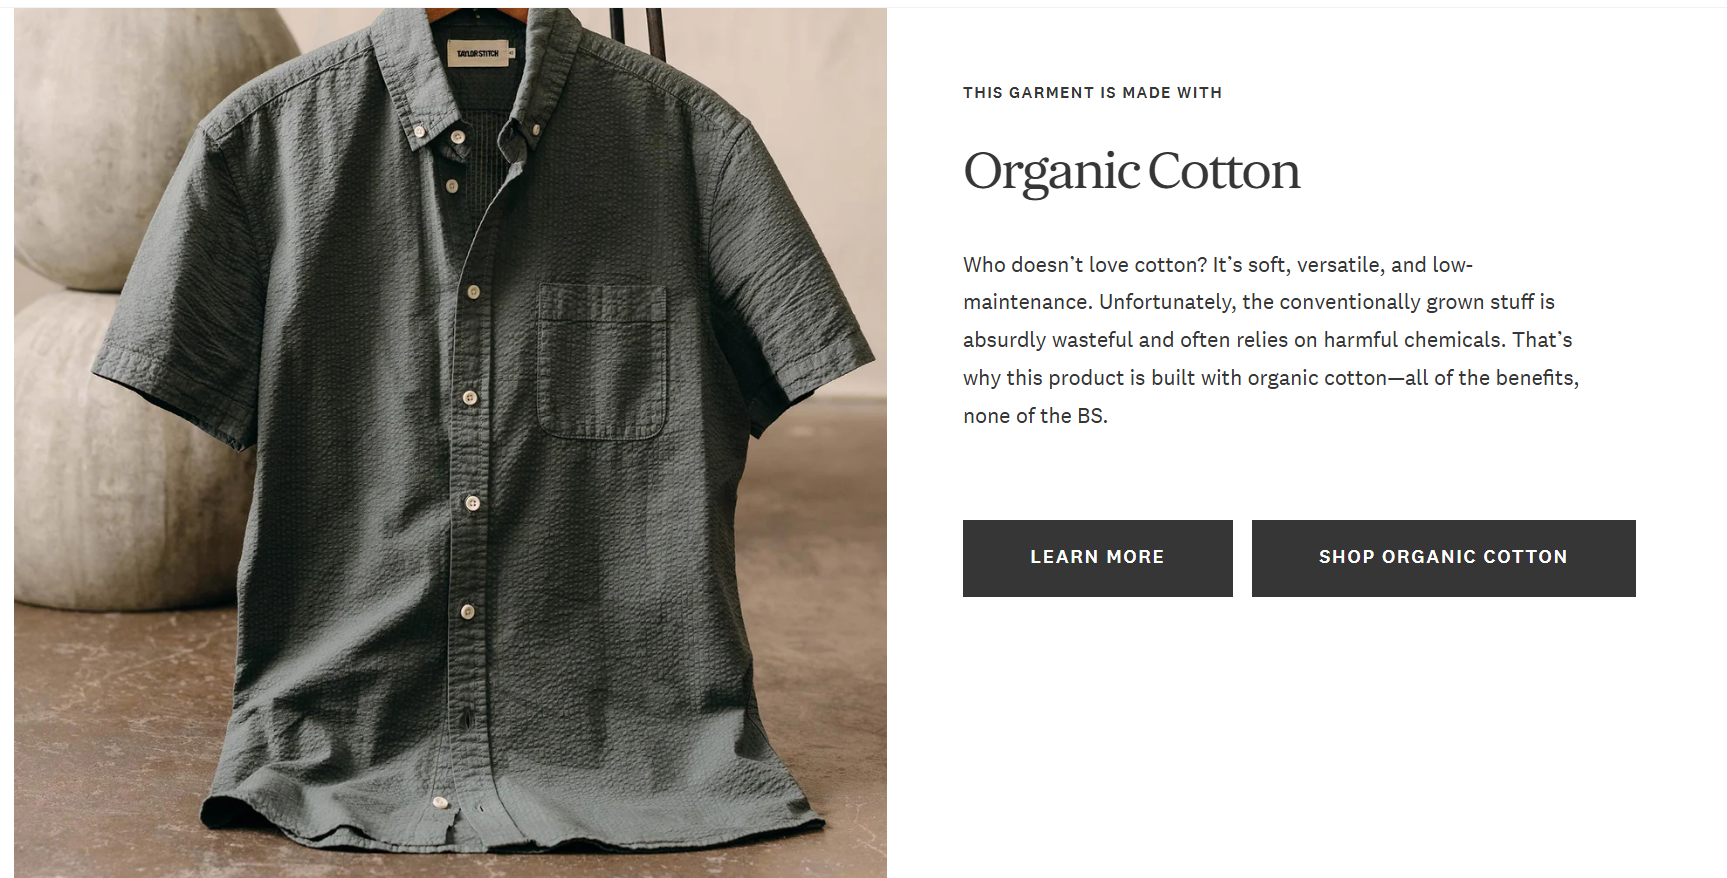 TAYLOR STITCH
THIS GARMENT IS MADE WITH
Organic Cotton
Who doesn’t love cotton? It’s soft, versatile, and low-
maintenance. Unfortunately, the conventionally grown stuff is
absurdly wasteful and often relies on harmful chemicals. That’s
why this product is built with organic cotton—all of the benefits,
none of the BS.
LEARN MORE
SHOP ORGANIC COTTON